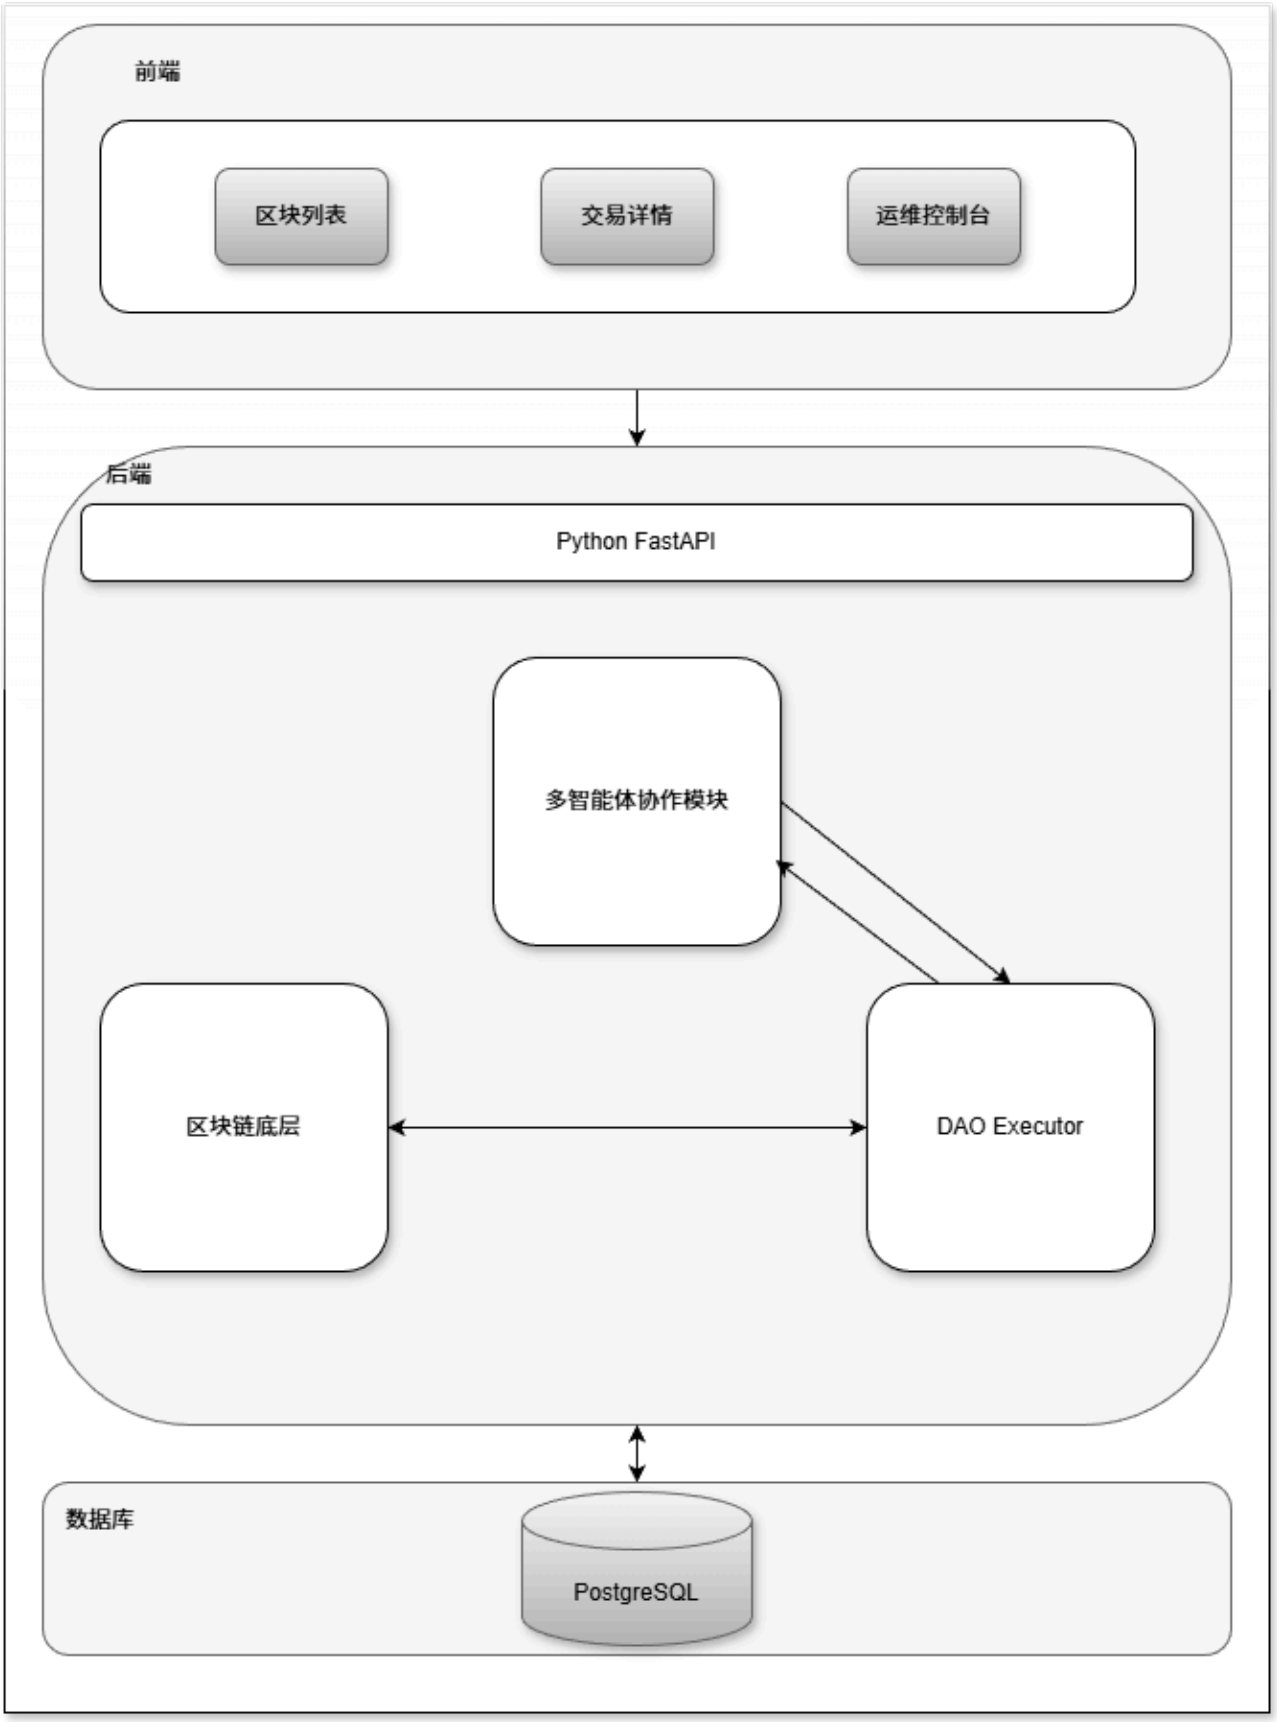 前端
区块列表
交易详情
运维控制台
后端
Python FastAPI
多智能体协作模块
区块链底层
DAO Executor
数据库
PostgreSQL